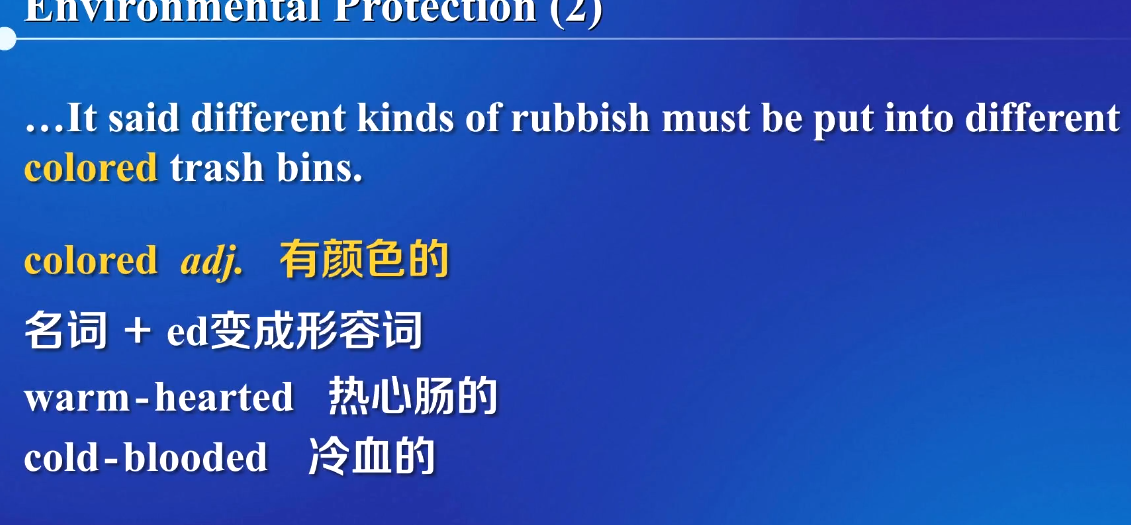 Environmental Protection (2)
…It said different kinds of rubbish must be put into different
colored trash bins.
colored adj. 有颜色的
名词 + ed变成形容词
warm-hearted 热心肠的
cold-blooded 冷血的